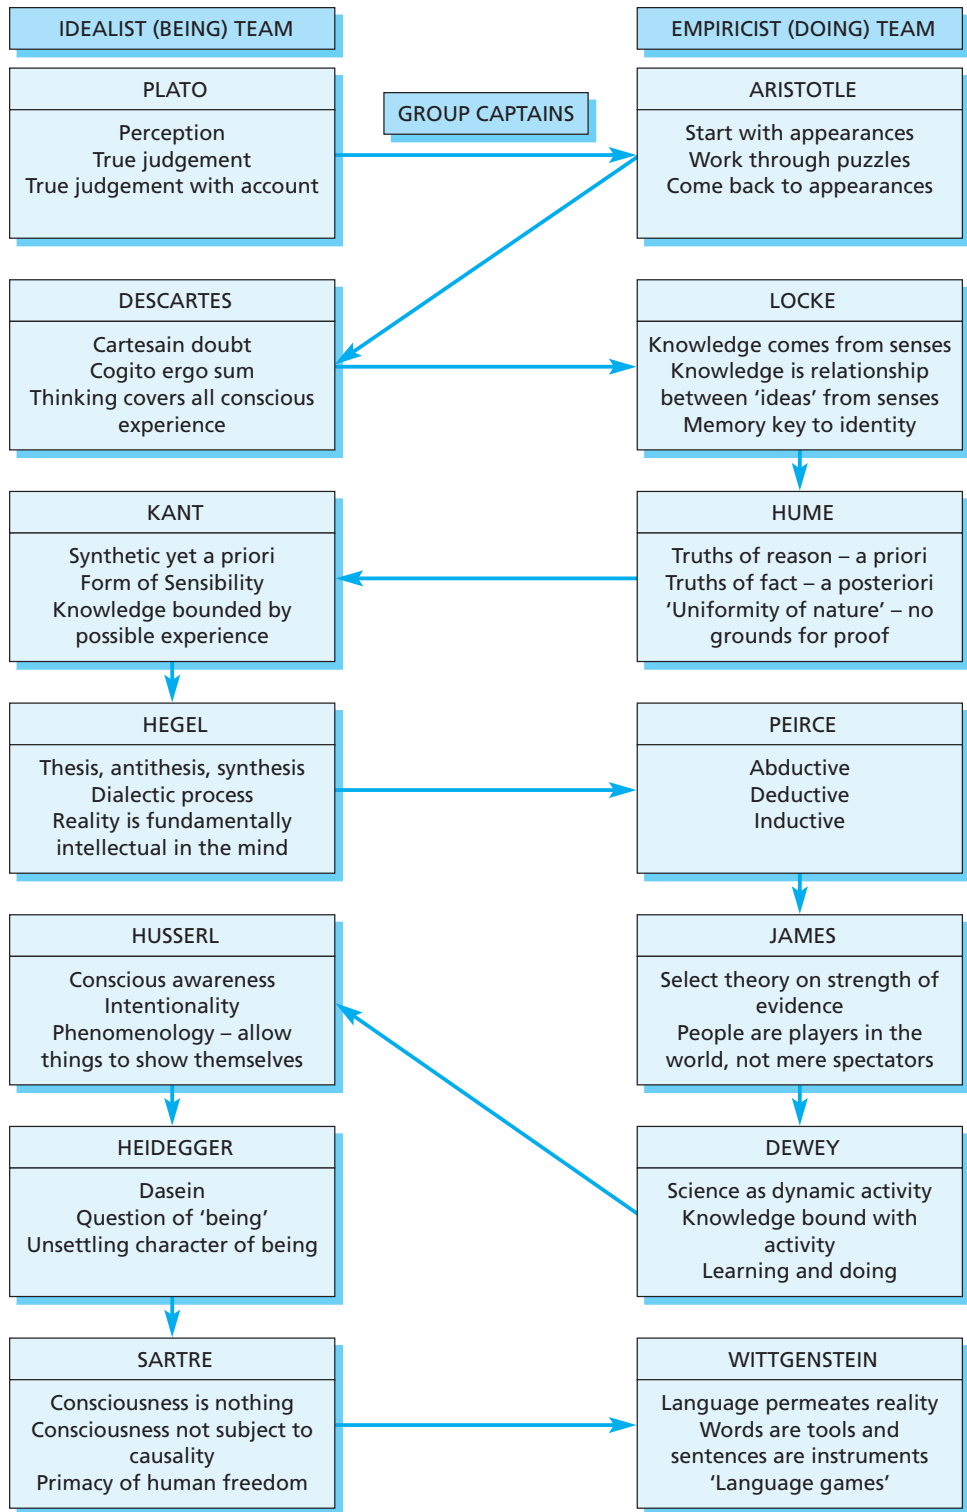 IDEALIST (BEING) TEAM
EMPIRICIST (DOING) TEAM
PLATO
Perception
True judgement
True judgement with account
GROUP CAPTAINS
ARISTOTLE
Start with appearances
Work through puzzles
Come back to appearances
DESCARTES
Cartesain doubt
Cogito ergo sum
Thinking covers all conscious
experience
LOCKE
Knowledge comes from senses
Knowledge is relationship
between ‘ideas’ from senses
Memory key to identity
KANT
Synthetic yet a priori
Form of Sensibility
Knowledge bounded by
possible experience
HUME
Truths of reason – a priori
Truths of fact – a posteriori
‘Uniformity of nature’ – no
grounds for proof
HEGEL
Thesis, antithesis, synthesis
Dialectic process
Reality is fundamentally
intellectual in the mind
PEIRCE
Abductive
Deductive
Inductive
HUSSERL
Conscious awareness
Intentionality
Phenomenology – allow
things to show themselves
JAMES
Select theory on strength of
evidence
People are players in the
world, not mere spectators
HEIDEGGER
Dasein
Question of ‘being’
Unsettling character of being
DEWEY
Science as dynamic activity
Knowledge bound with
activity
Learning and doing
SARTRE
Consciousness is nothing
Consciousness not subject to
causality
Primacy of human freedom
WITTGENSTEIN
Language permeates reality
Words are tools and
sentences are instruments
‘Language games’